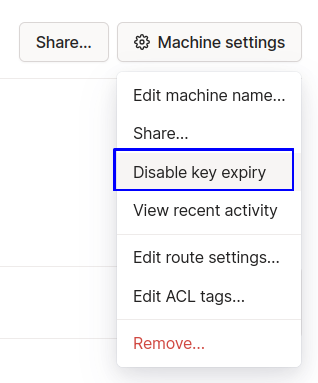 Share...
Machine settings
Edit machine name...
Share...
Disable key expiry
View recent activity
Edit route settings...
Edit ACL tags...
Remove...